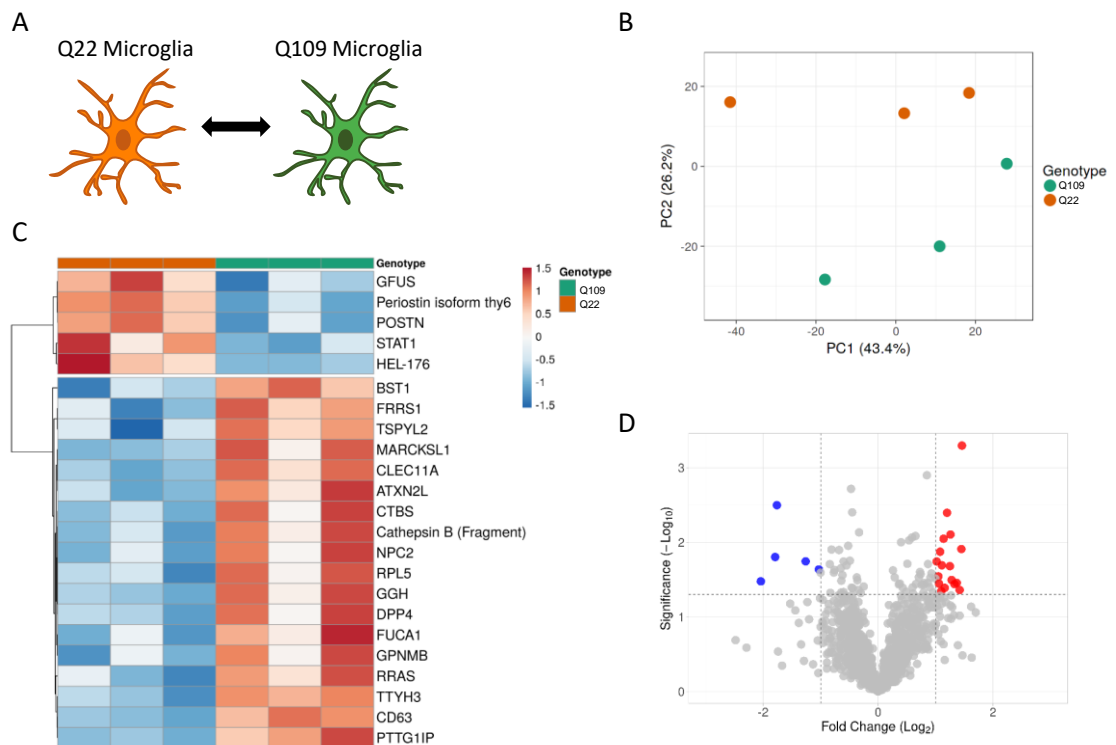 A
Q22 Microglia
Q109 Microglia
B
20
0
-20
PC2 (26.2%)
-40
-20
0
20
PC1 (43.4%)
Genotype
Q109
Q22
C
Genotype
GFUS
Periostin isoform thy6
POSTN
STAT1
HEL-176
BST1
FRRS1
TSPYL2
MARCKSL1
CLEC11A
ATXN2L
CTBS
Cathepsin B (Fragment)
NPC2
RPL5
GGH
DPP4
FUCA1
GPNMB
RRAS
TTYH3
CD63
PTTG1IP
1.5
1
0.5
0
-0.5
-1
-1.5
Genotype
Q109
Q22
D
3
2
1
0
Significance (−Log10)
-2
0
2
Fold Change (Log2)